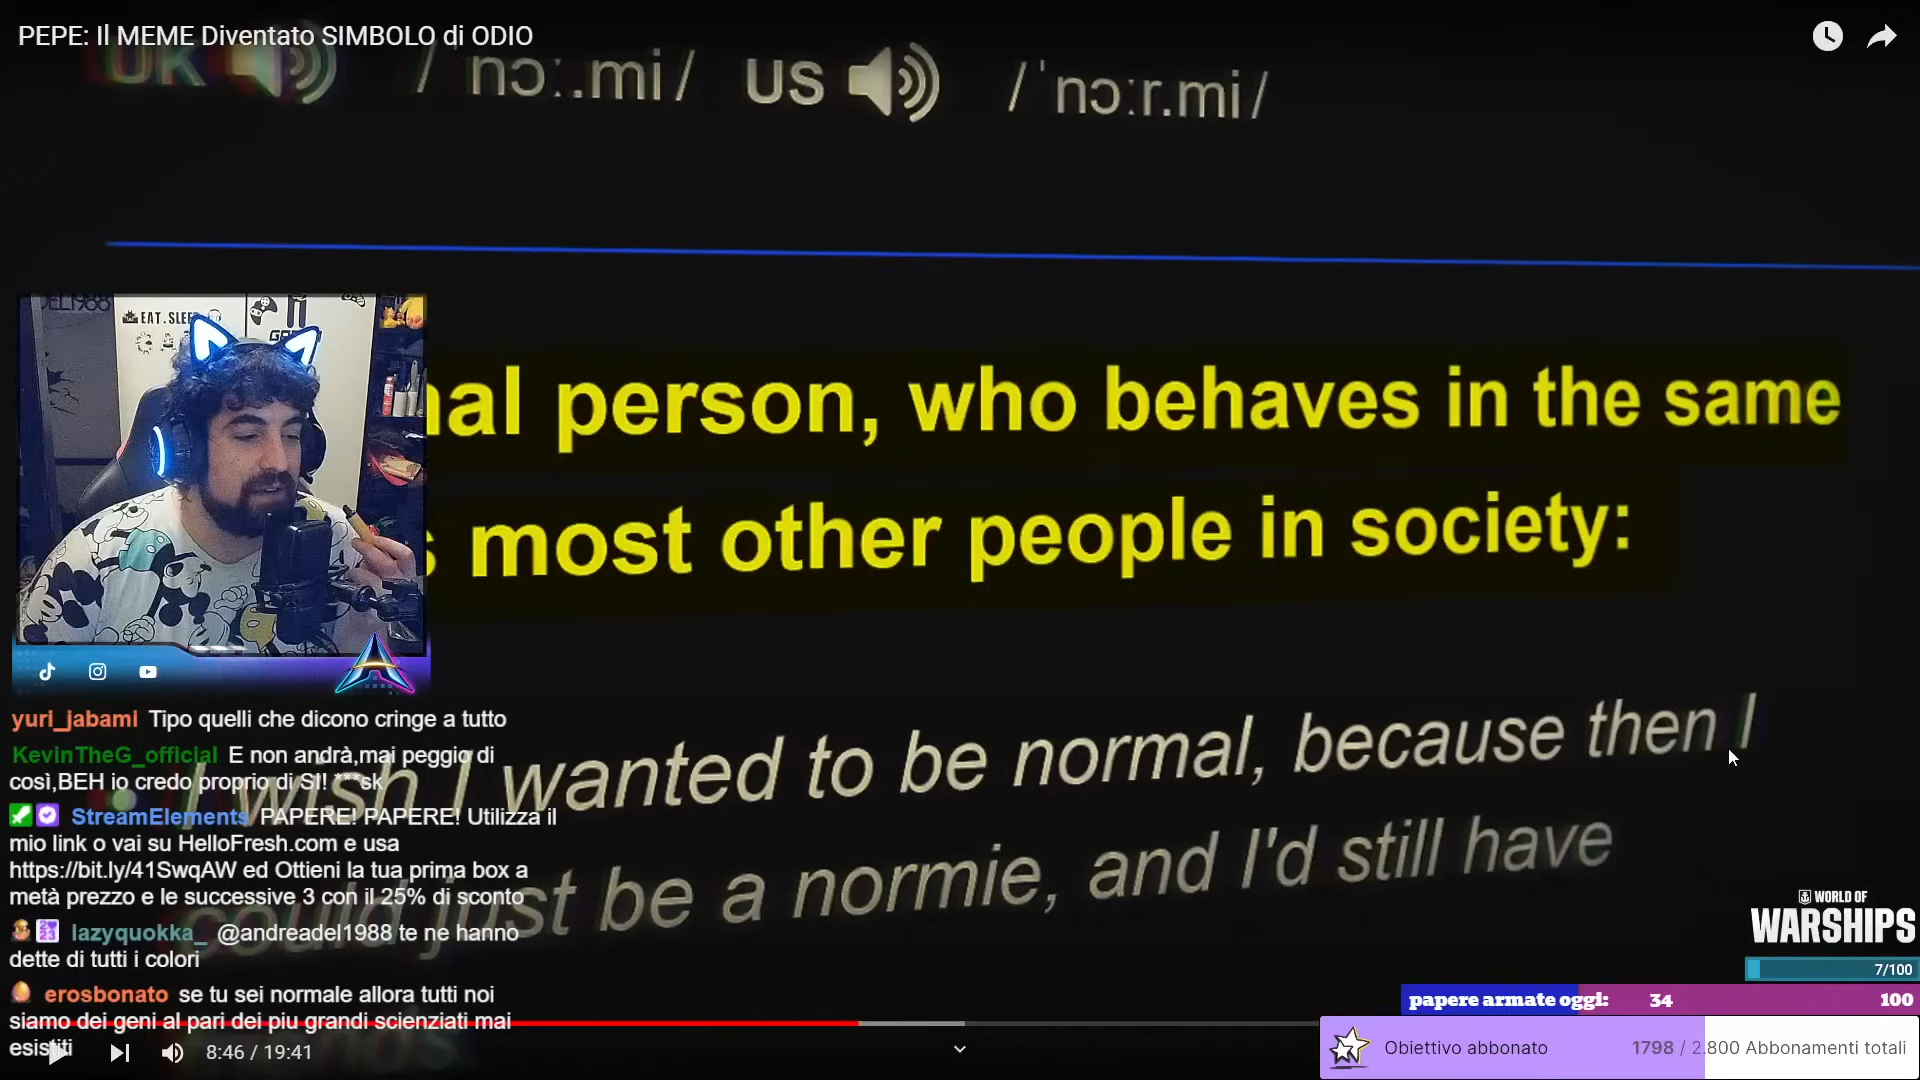 PEPE: Il MEME Diventato SIMBOLO di ODIO
UK /ˈnɔː.mi/ US /ˈnɔːr.mi/
DEL1988
EAT.SLEEP
nal person, who behaves in the same
s most other people in society:
I wish I wanted to be normal, because then I
could just be a normie, and I'd still have
yuri_jabami Tipo quelli che dicono cringe a tutto
KevinTheG_official E non andrà,mai peggio di
così,BEH io credo proprio di SI! ***sk
StreamElements PAPERE! PAPERE! Utilizza il
mio link o vai su HelloFresh.com e usa
https://bit.ly/41SwqAW ed Ottieni la tua prima box a
metà prezzo e le successive 3 con il 25% di sconto
lazyquokka_ @andreadel1988 te ne hanno
dette di tutti i colori
erosbonato se tu sei normale allora tutti noi
siamo dei geni al pari dei piu grandi scienziati mai
esistiti
8:46 / 19:41
WORLD OF
WARSHIPS
7/100
papere armate oggi: 34 100
Obiettivo abbonato 1798 / 2.800 Abbonamenti totali